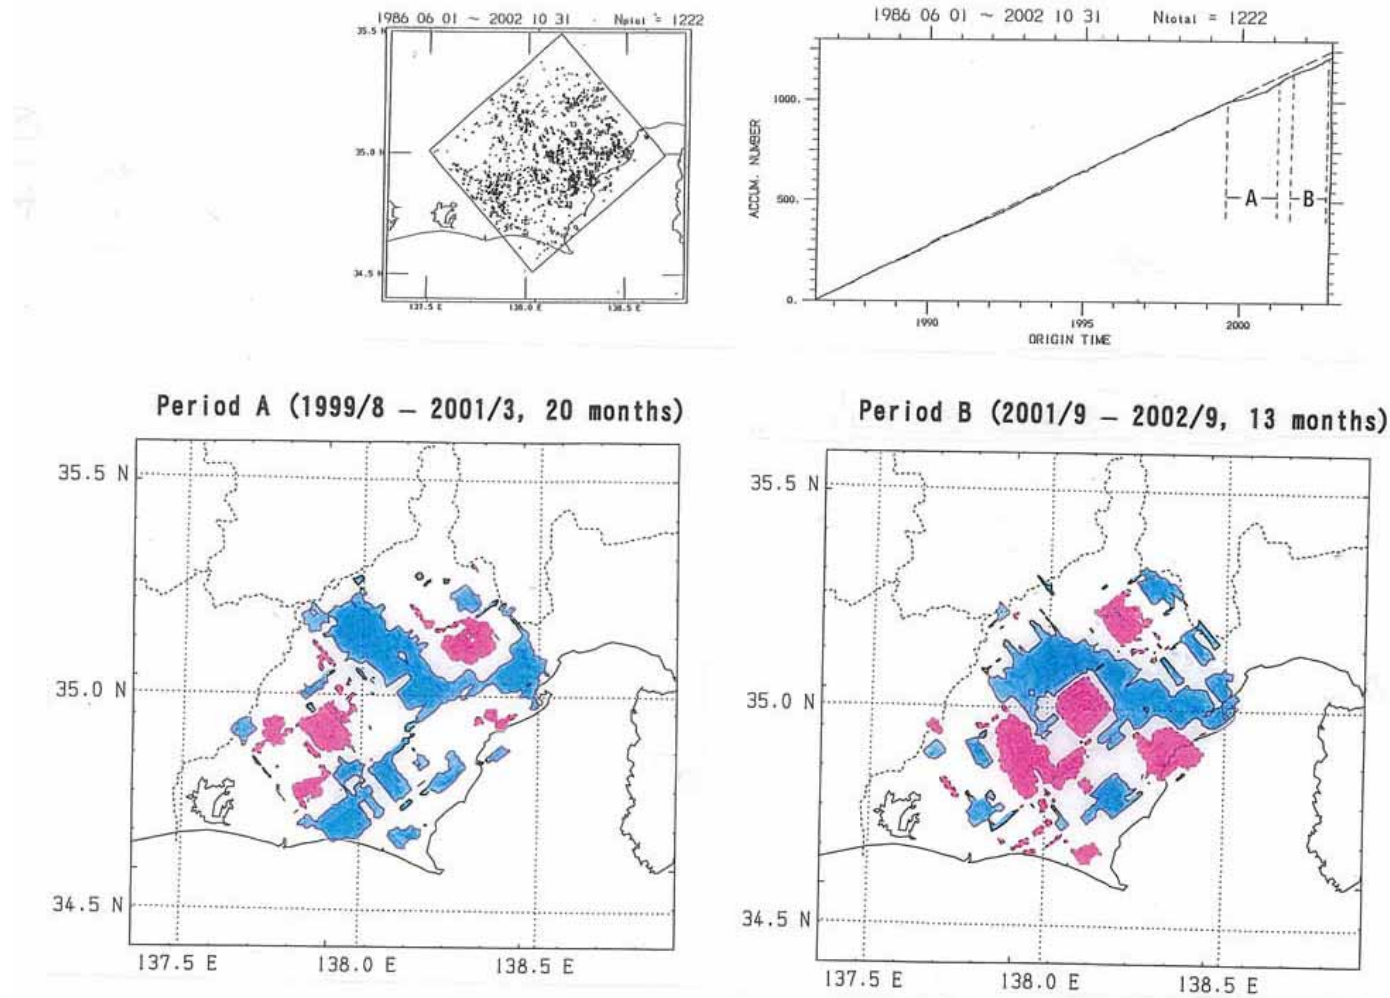 1986 06 01 ~ 2002 10 31 . Nplot = 1222
35.5 N
35.0 N
34.5 N
137.5 E 138.0 E 138.5 E
1986 06 01 ~ 2002 10 31 Ntotal = 1222
ACCUM. NUMBER
1000.
500.
0.
A
B
1990 1995 2000
ORIGIN TIME
Period A (1999/8 — 2001/3, 20 months)
35.5 N
35.0 N
34.5 N
137.5 E 138.0 E 138.5 E
Period B (2001/9 — 2002/9, 13 months)
35.5 N
35.0 N
34.5 N
137.5 E 138.0 E 138.5 E